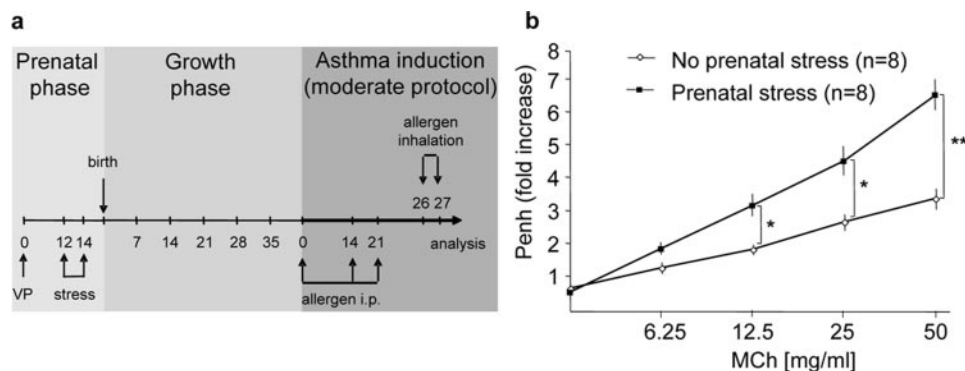 a
Prenatal phase
Growth phase
Asthma induction (moderate protocol)
allergen inhalation
birth
26 27
0 12 14 7 14 21 28 35 0 14 21 analysis
VP stress allergen i.p.
b
Penh (fold increase)
8
7
6
5
4
3
2
1
No prenatal stress (n=8)
Prenatal stress (n=8)
*
*
**
6.25 12.5 25 50
MCh [mg/ml]